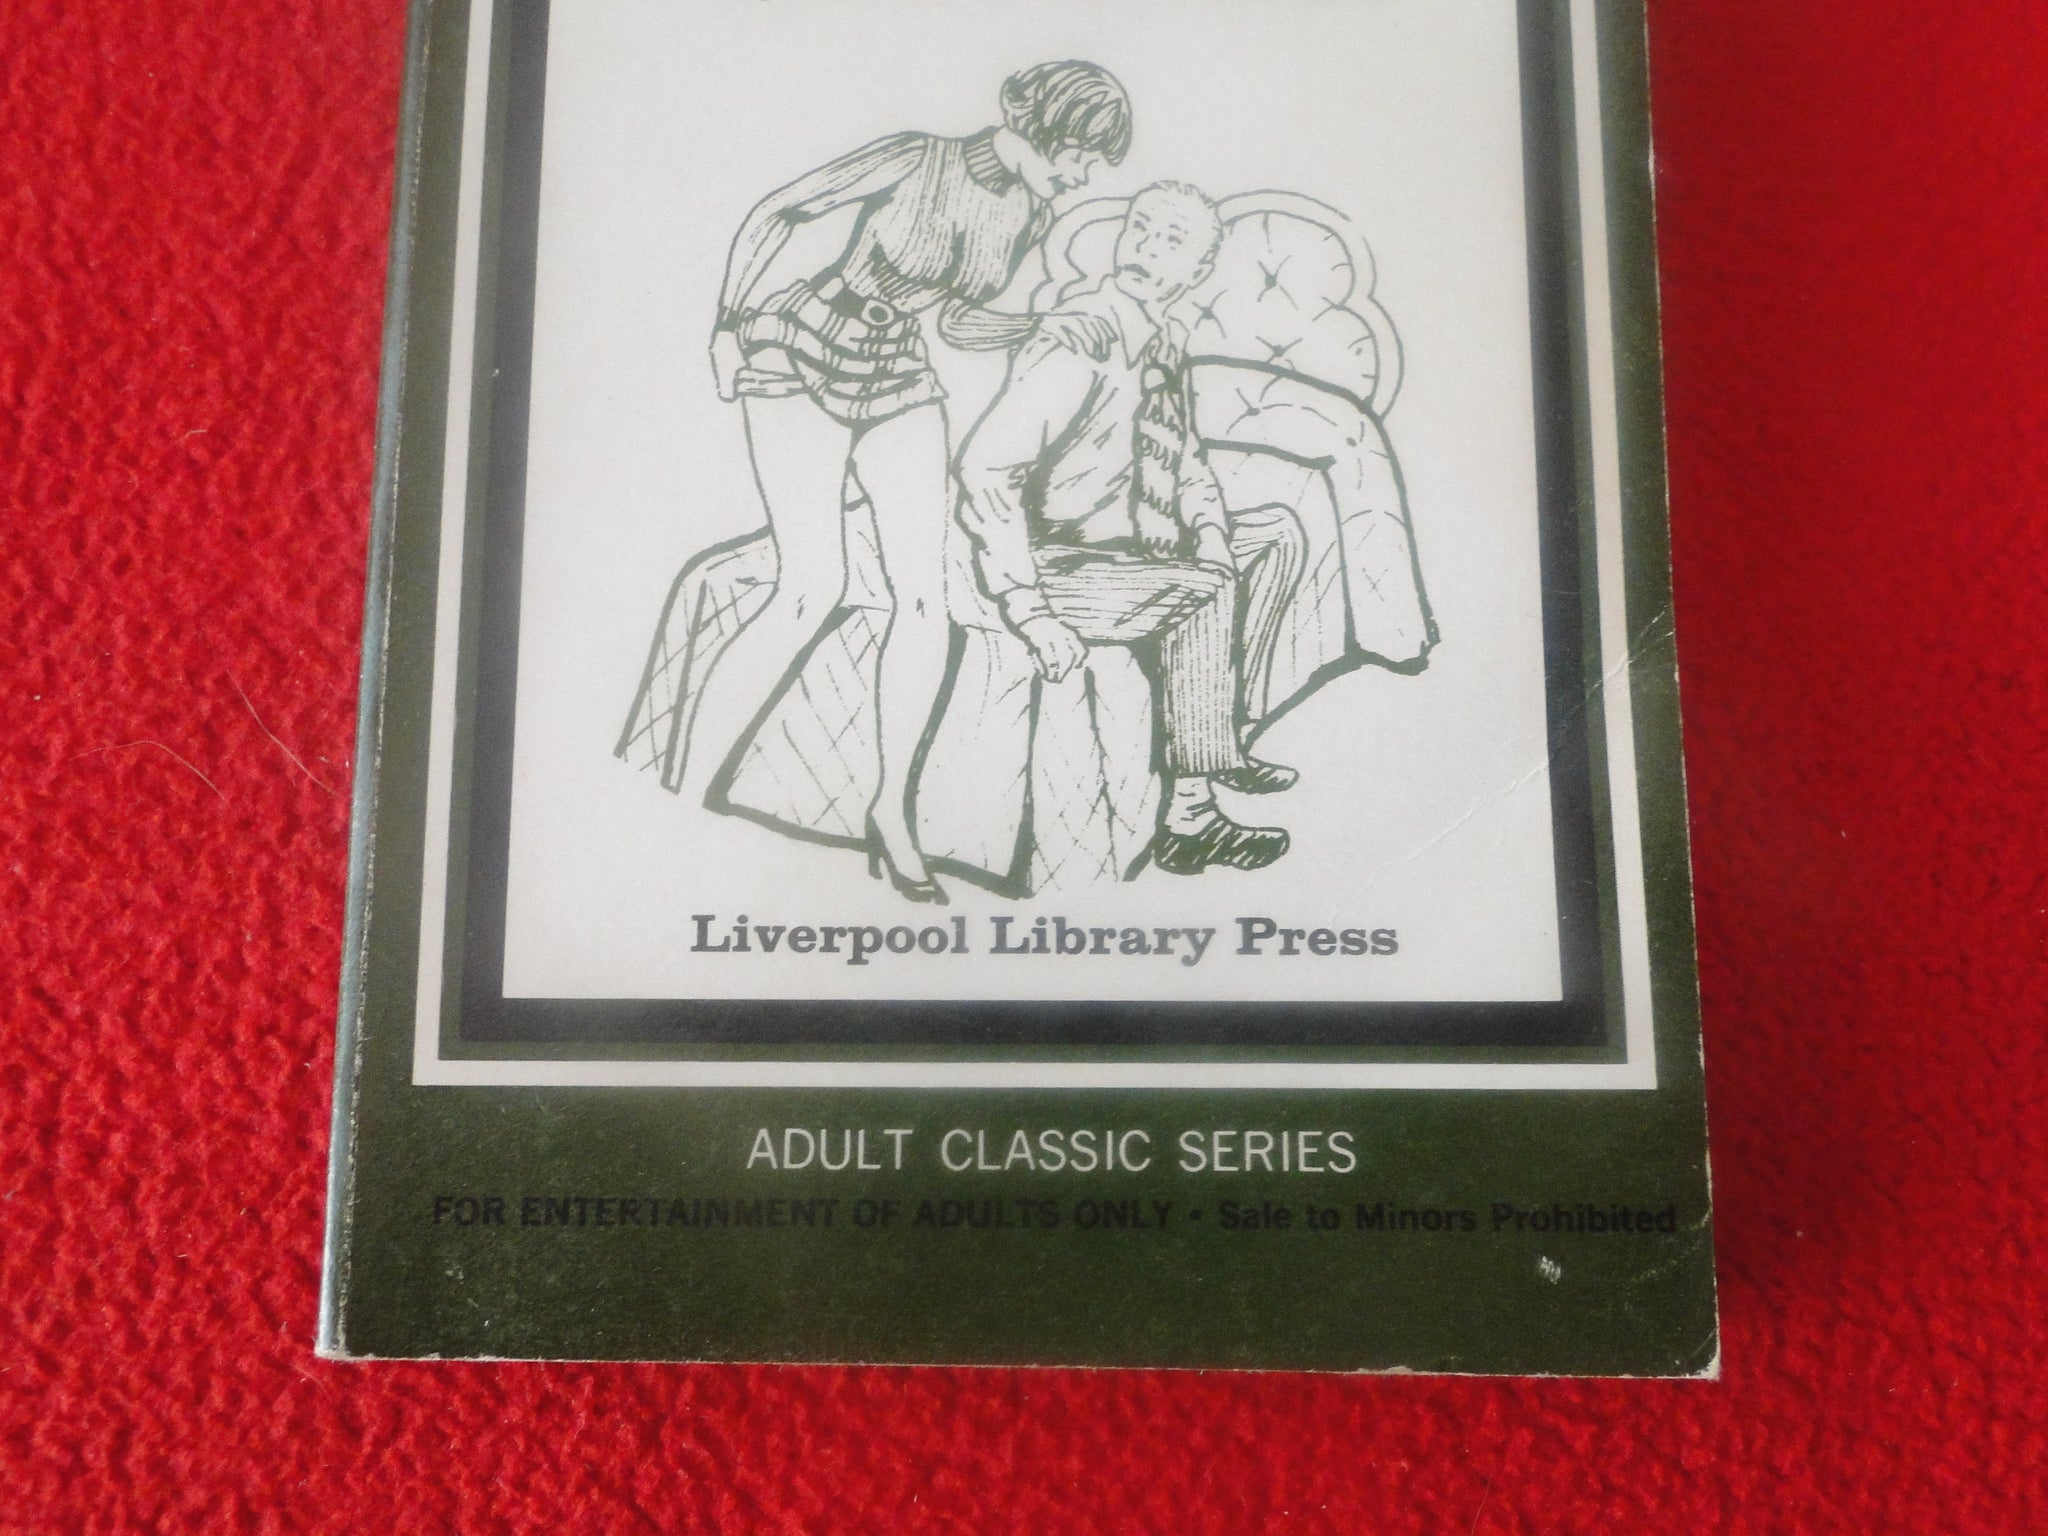 Liverpool Library Press
ADULT CLASSIC SERIES
FOR ENTERTAINMENT OF ADULTS ONLY • Sale to Minors Prohibited